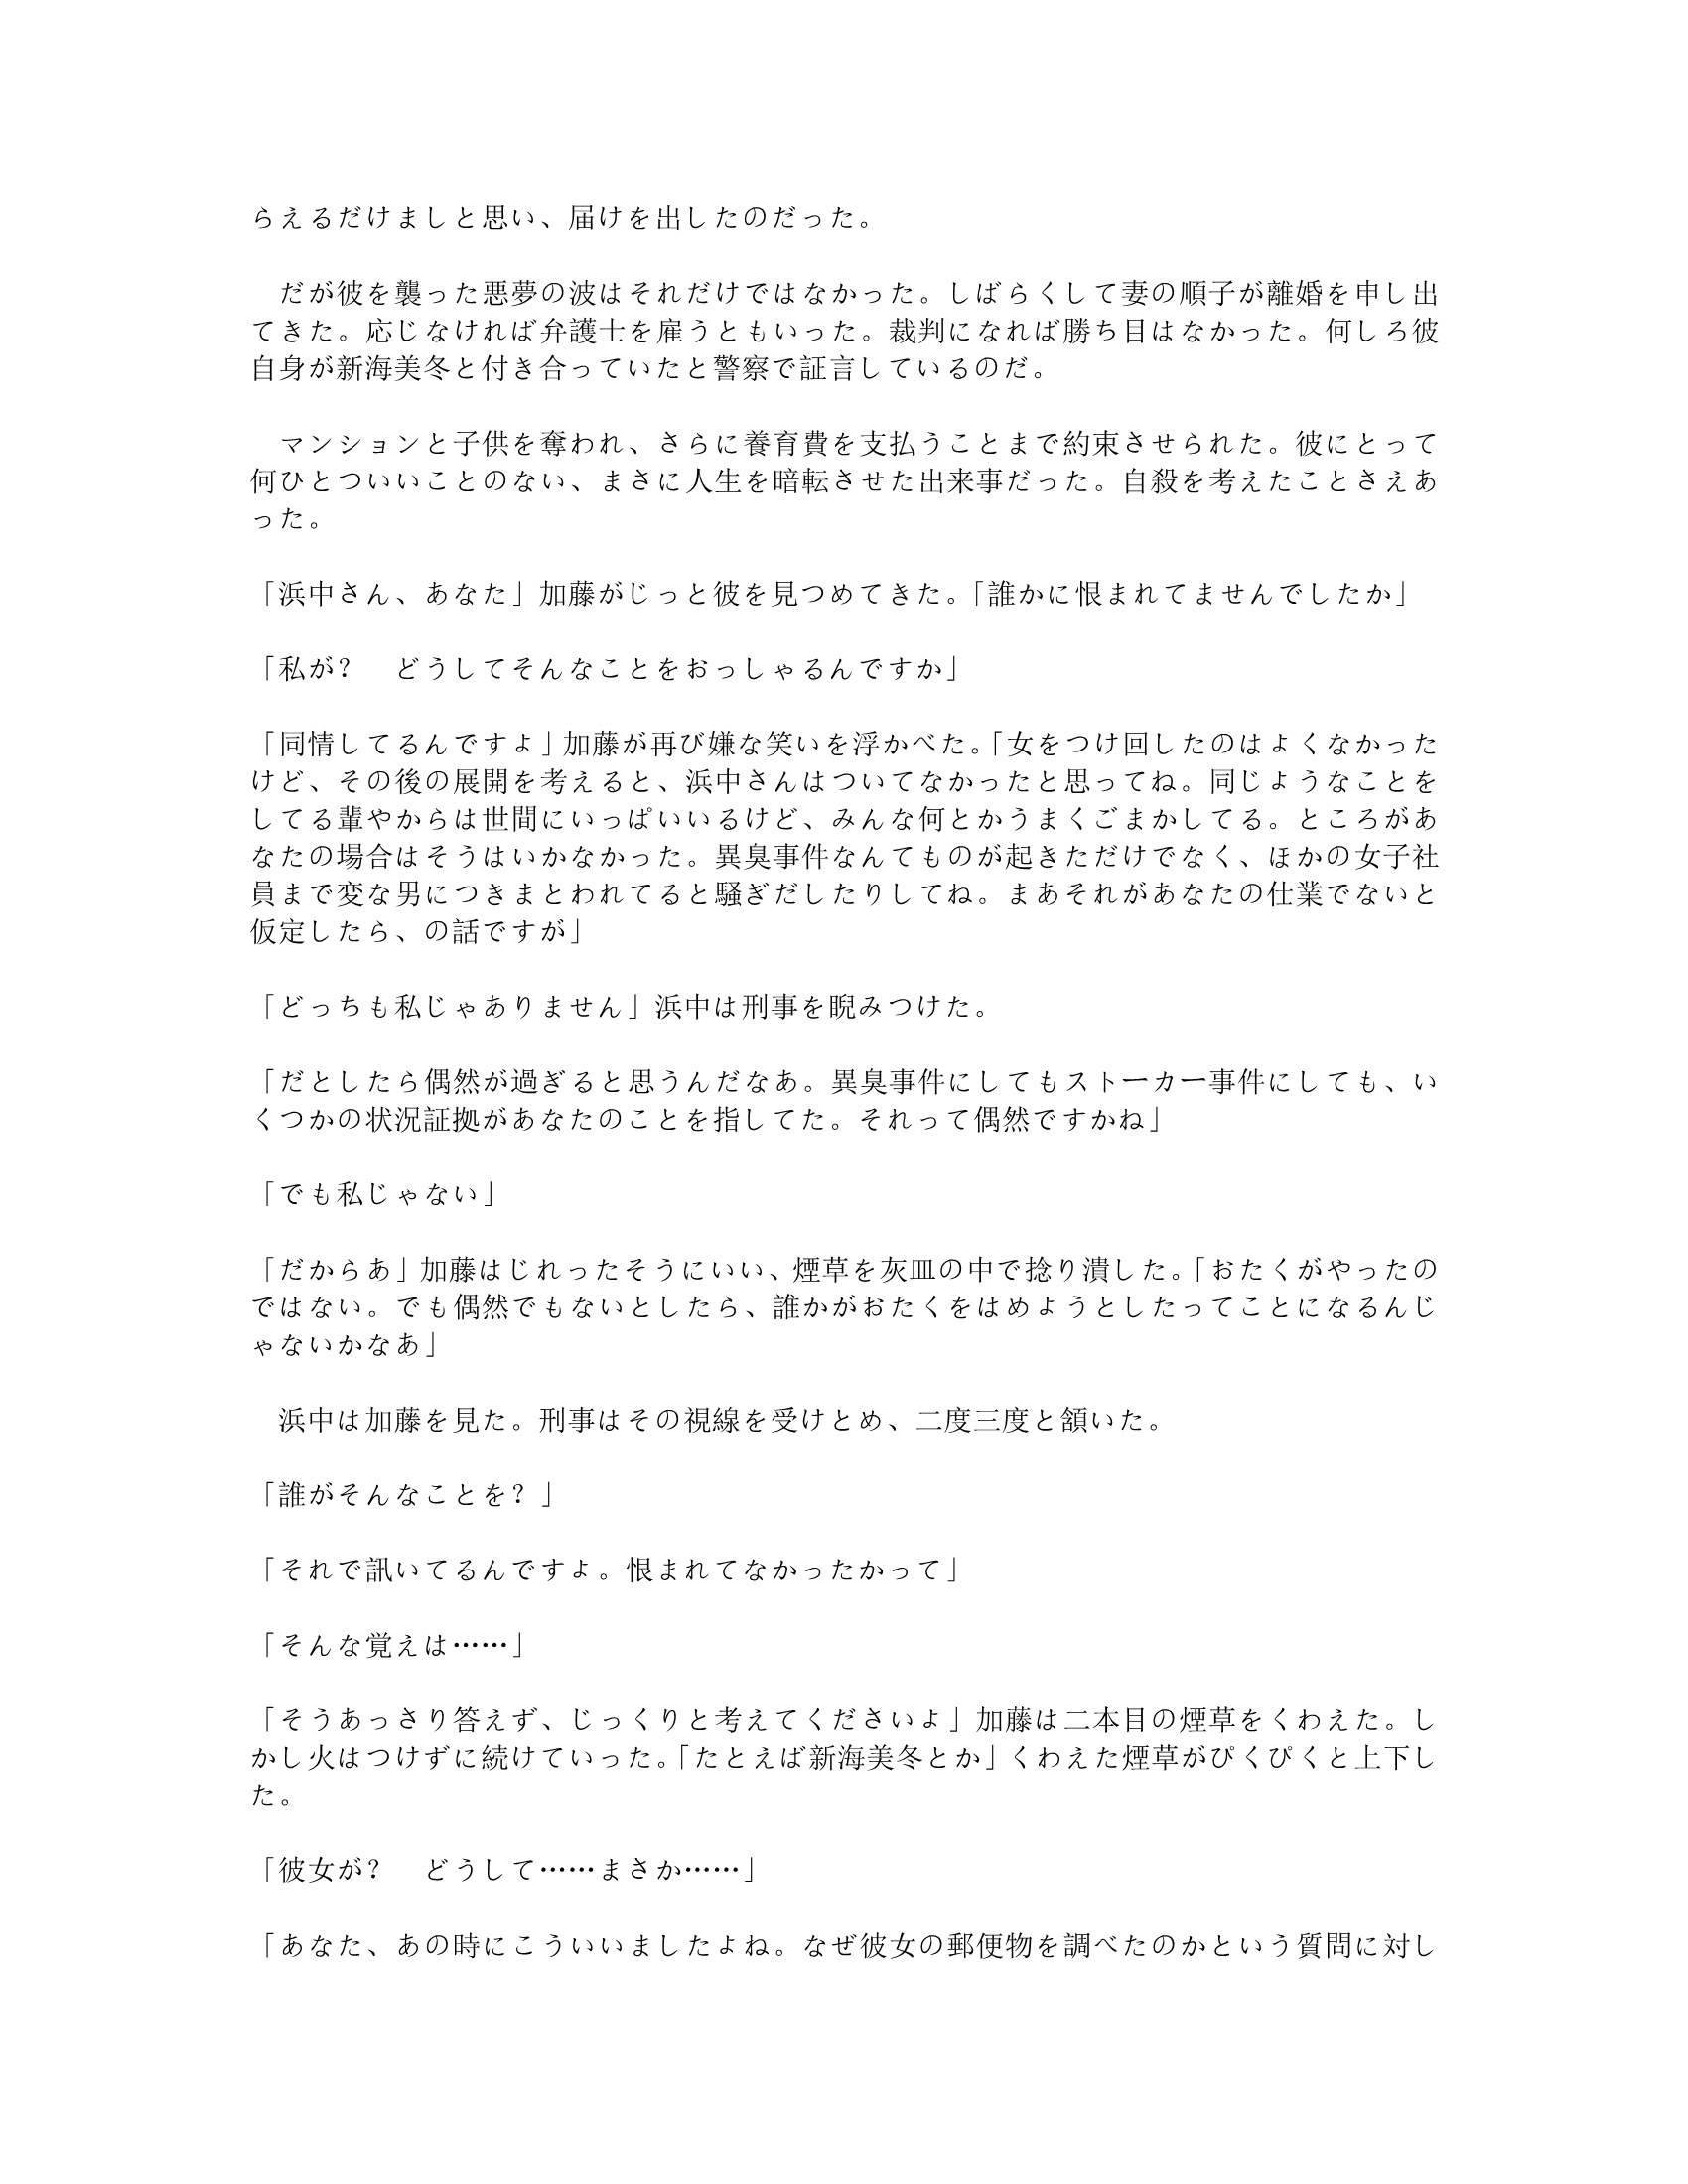 らえるだけましと思い、届けを出したのだった。
　だが彼を襲った悪夢の波はそれだけではなかった。しばらくして妻の順子が離婚を申し出
てきた。応じなければ弁護士を雇うともいった。裁判になれば勝ち目はなかった。何しろ彼
自身が新海美冬と付き合っていたと警察で証言しているのだ。
　マンションと子供を奪われ、さらに養育費を支払うことまで約束させられた。彼にとって
何ひとついいことのない、まさに人生を暗転させた出来事だった。自殺を考えたことさえあ
った。
「浜中さん、あなた」加藤がじっと彼を見つめてきた。「誰かに恨まれてませんでしたか」
「私が？　どうしてそんなことをおっしゃるんですか」
「同情してるんですよ」加藤が再び嫌な笑いを浮かべた。「女をつけ回したのはよくなかった
けど、その後の展開を考えると、浜中さんはついてなかったと思ってね。同じようなことを
してる輩やからは世間にいっぱいいるけど、みんな何とかうまくごまかしてる。ところがあ
なたの場合はそうはいかなかった。異臭事件なんてものが起きただけでなく、ほかの女子社
員まで変な男につきまとわれてると騒ぎだしたりしてね。まあそれがあなたの仕業でないと
仮定したら、の話ですが」
「どっちも私じゃありません」浜中は刑事を睨みつけた。
「だとしたら偶然が過ぎると思うんだなあ。異臭事件にしてもストーカー事件にしても、い
くつかの状況証拠があなたのことを指してた。それって偶然ですかね」
「でも私じゃない」
「だからあ」加藤はじれったそうにいい、煙草を灰皿の中で捻り潰した。「おたくがやったの
ではない。でも偶然でもないとしたら、誰かがおたくをはめようとしたってことになるんじ
ゃないかなあ」
　浜中は加藤を見た。刑事はその視線を受けとめ、二度三度と頷いた。
「誰がそんなことを？」
「それで訊いてるんですよ。恨まれてなかったかって」
「そんな覚えは……」
「そうあっさり答えず、じっくりと考えてくださいよ」加藤は二本目の煙草をくわえた。し
かし火はつけずに続けていった。「たとえば新海美冬とか」くわえた煙草がぴくぴくと上下し
た。
「彼女が？　どうして……まさか……」
「あなた、あの時にこういいましたよね。なぜ彼女の郵便物を調べたのかという質問に対し